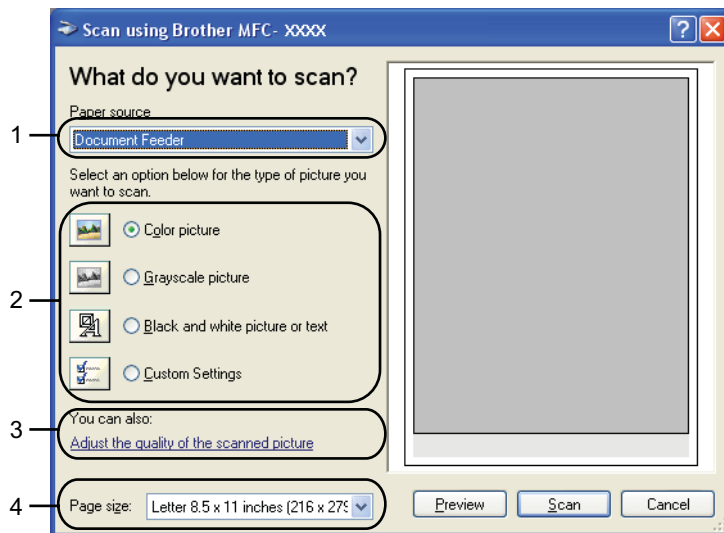 Scan using Brother MFC- XXXX
What do you want to scan?
Paper source
1
Document Feeder
Select an option below for the type of picture you
want to scan.
2
Color picture
Grayscale picture
Black and white picture or text
Custom Settings
3
You can also:
Adjust the quality of the scanned picture
4
Page size:
Letter 8.5 x 11 inches (216 x 279
Preview
Scan
Cancel